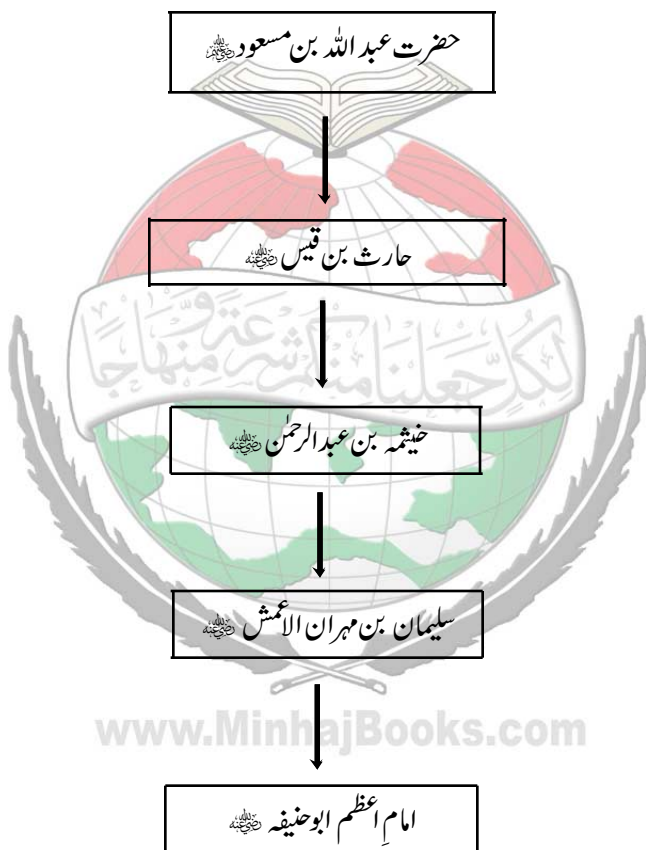 حضرت عبد اللہ بن مسعود رضی اللہ عنہ
حارث بن قیس رضی اللہ عنہ
لِكُلٍّ جَعَلْنَا مِنْكُمْ شِرْعَةً وَّمِنْهَاجًا
خیثمہ بن عبد الرحمٰن رضی اللہ عنہ
سلیمان بن مہران الاعمش رضی اللہ عنہ
www.MinhajBooks.com
امامِ اعظم ابوحنیفہ رضی اللہ عنہ